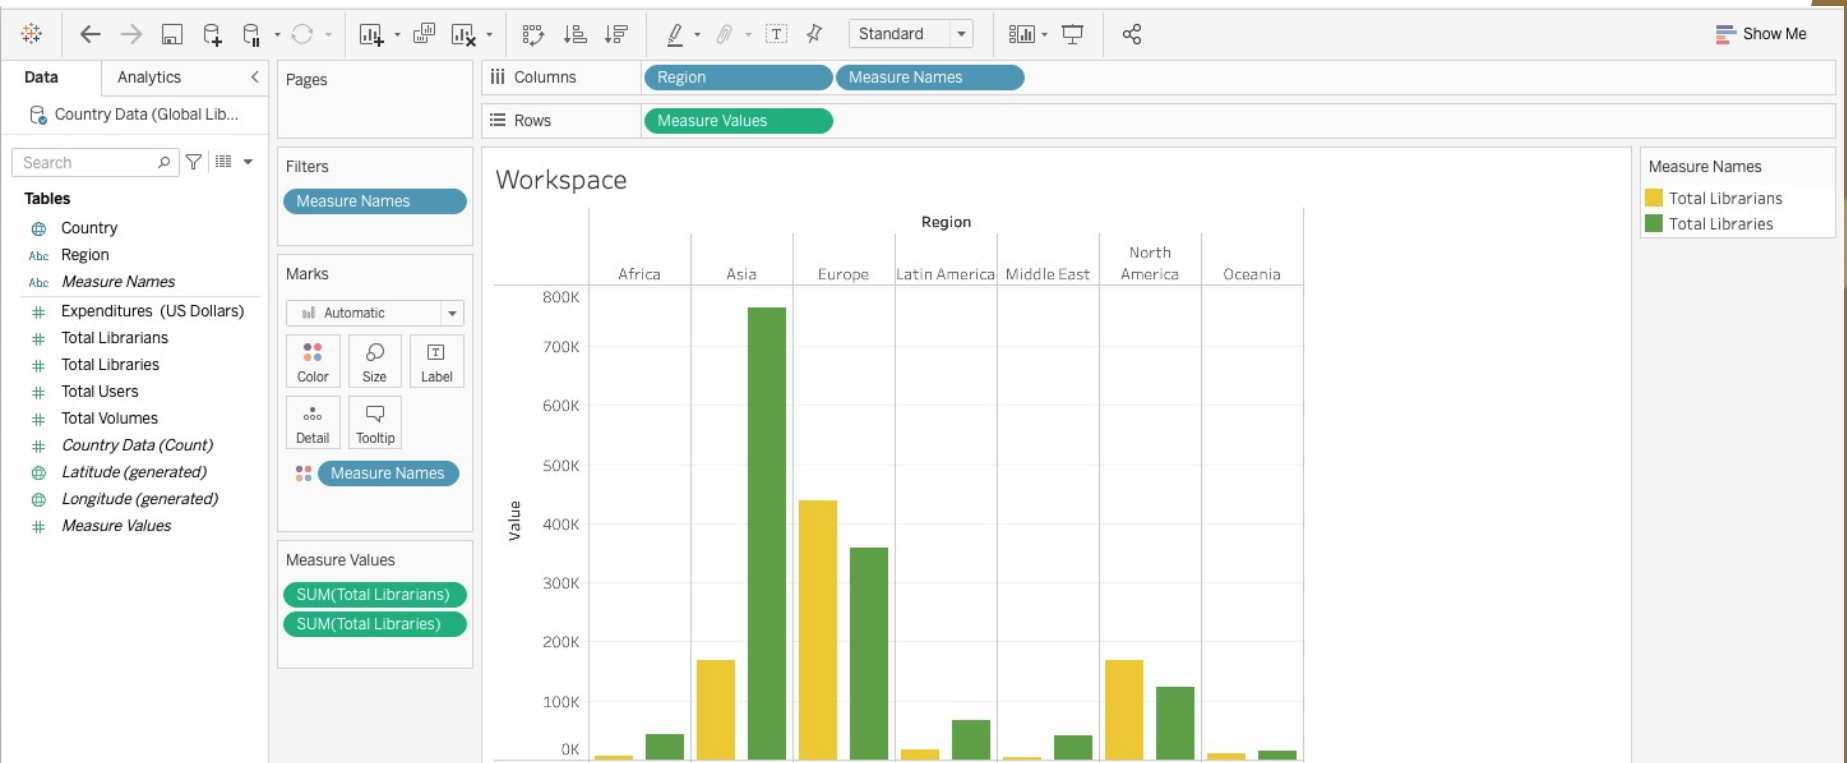 Standard
Show Me
Data
Analytics
Country Data (Global Lib...
Search
Tables
Country
Abc Region
Abc Measure Names
Expenditures (US Dollars)
Total Librarians
Total Libraries
Total Users
Total Volumes
Country Data (Count)
Latitude (generated)
Longitude (generated)
Measure Values
Pages
Filters
Measure Names
Marks
Automatic
Color
Size
T
Label
Detail
Tooltip
Measure Names
Measure Values
SUM(Total Librarians)
SUM(Total Libraries)
Columns
Region
Measure Names
Rows
Measure Values
Workspace
Region
Africa
Asia
Europe
Latin America
Middle East
North
America
Oceania
Value
800K
700K
600K
500K
400K
300K
200K
100K
0K
Measure Names
Total Librarians
Total Libraries